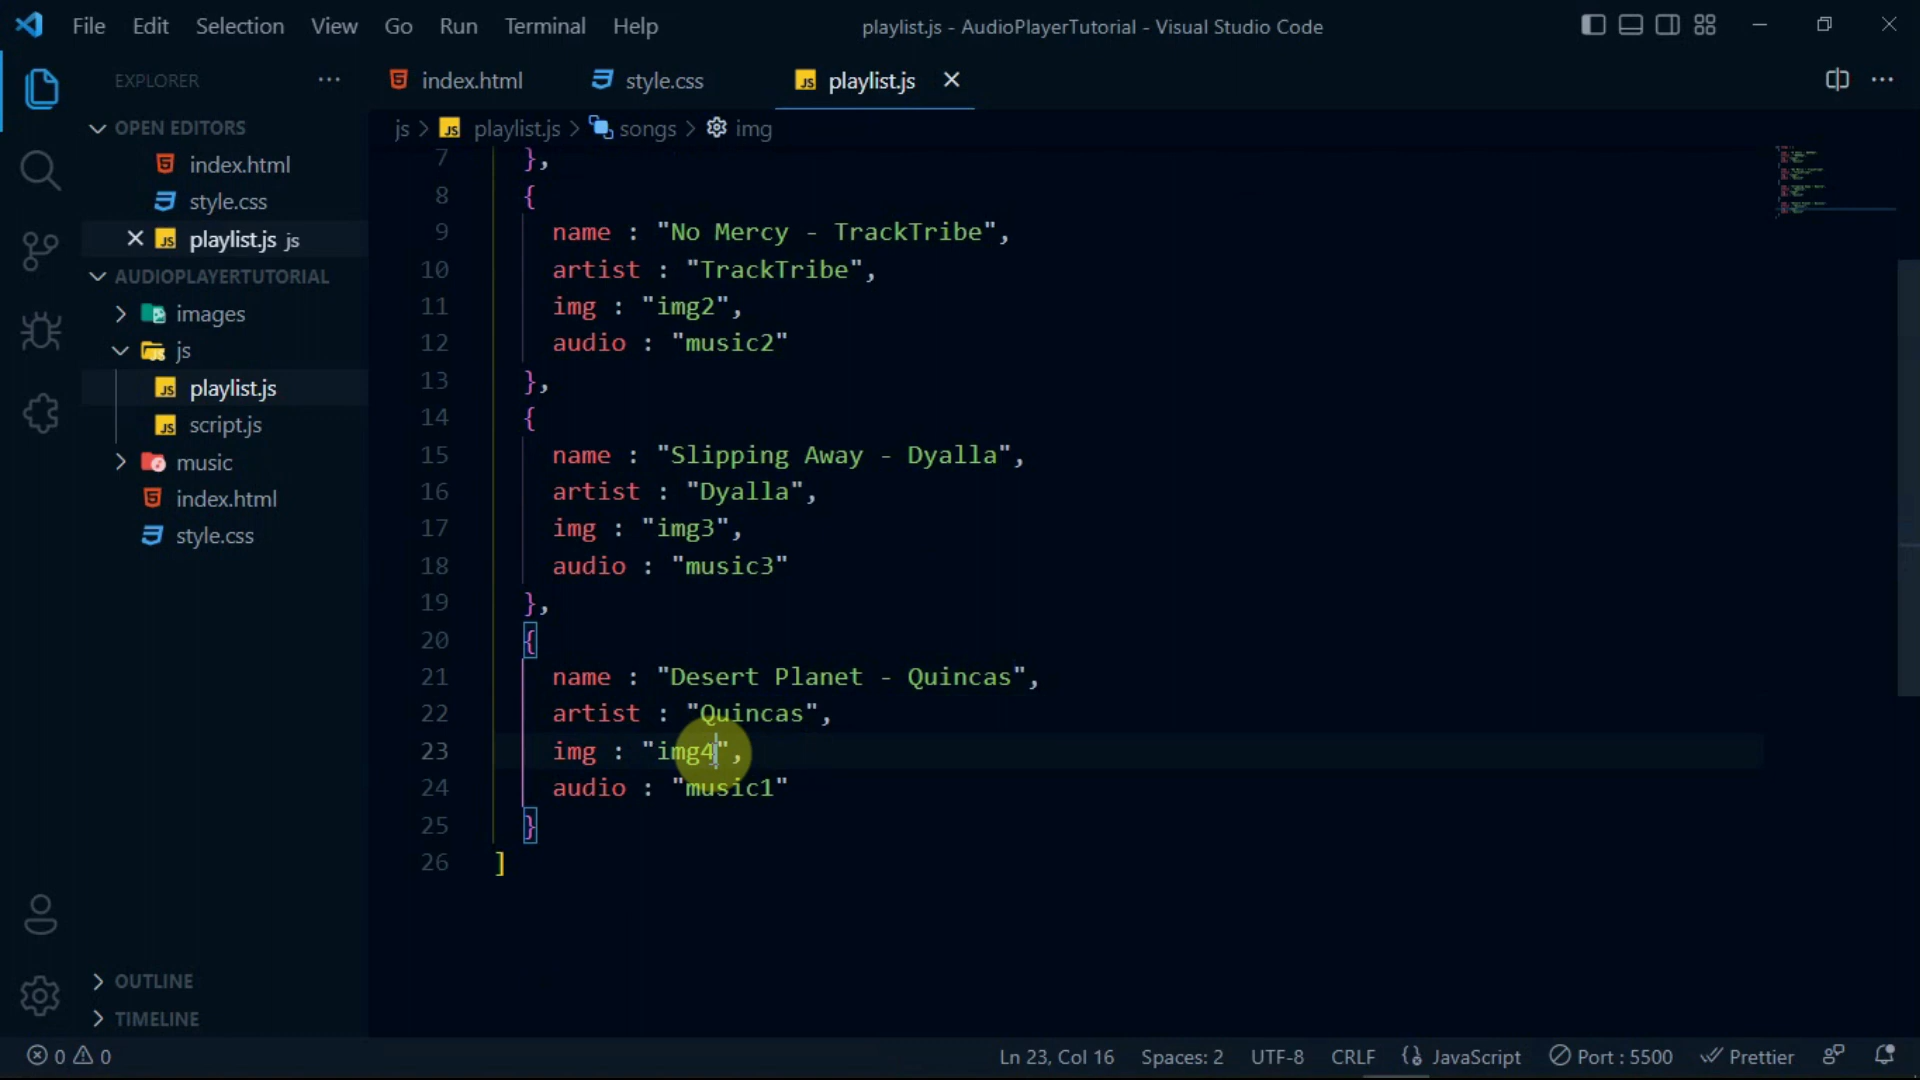 File Edit Selection View Go Run Terminal Help playlist.js - AudioPlayerTutorial - Visual Studio Code
EXPLORER
index.html style.css JS playlist.js
OPEN EDITORS
js > JS playlist.js > songs > img
index.html
style.css
JS playlist.js js
AUDIOPLAYERTUTORIAL
images
js
JS playlist.js
JS script.js
music
index.html
style.css
OUTLINE
TIMELINE
7 },
8 {
9 name : "No Mercy - TrackTribe",
10 artist : "TrackTribe",
11 img : "img2",
12 audio : "music2"
13 },
14 {
15 name : "Slipping Away - Dyalla",
16 artist : "Dyalla",
17 img : "img3",
18 audio : "music3"
19 },
20 {
21 name : "Desert Planet - Quincas",
22 artist : "Quincas",
23 img : "img4",
24 audio : "music1"
25 }
26 ]
0 0 Ln 23, Col 16 Spaces: 2 UTF-8 CRLF JavaScript Port : 5500 Prettier